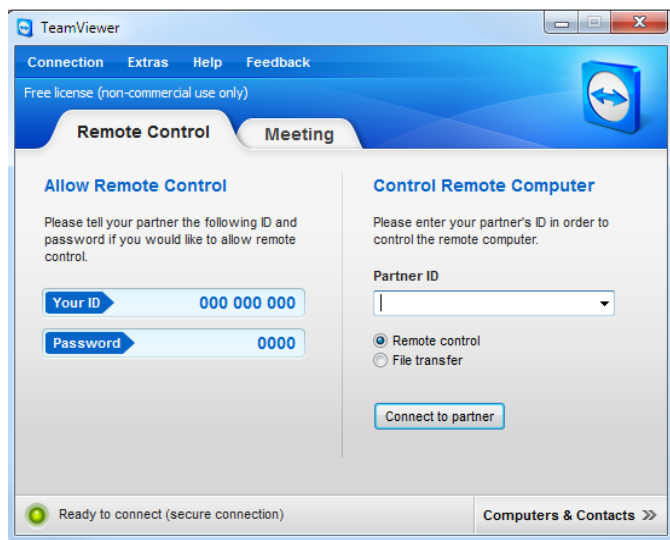 TeamViewer
Connection Extras Help Feedback
Free license (non-commercial use only)
Remote Control Meeting
Allow Remote Control
Please tell your partner the following ID and
password if you would like to allow remote
control.
Your ID 000 000 000
Password 0000
Control Remote Computer
Please enter your partner's ID in order to
control the remote computer.
Partner ID
Remote control
File transfer
Connect to partner
Ready to connect (secure connection)
Computers & Contacts >>